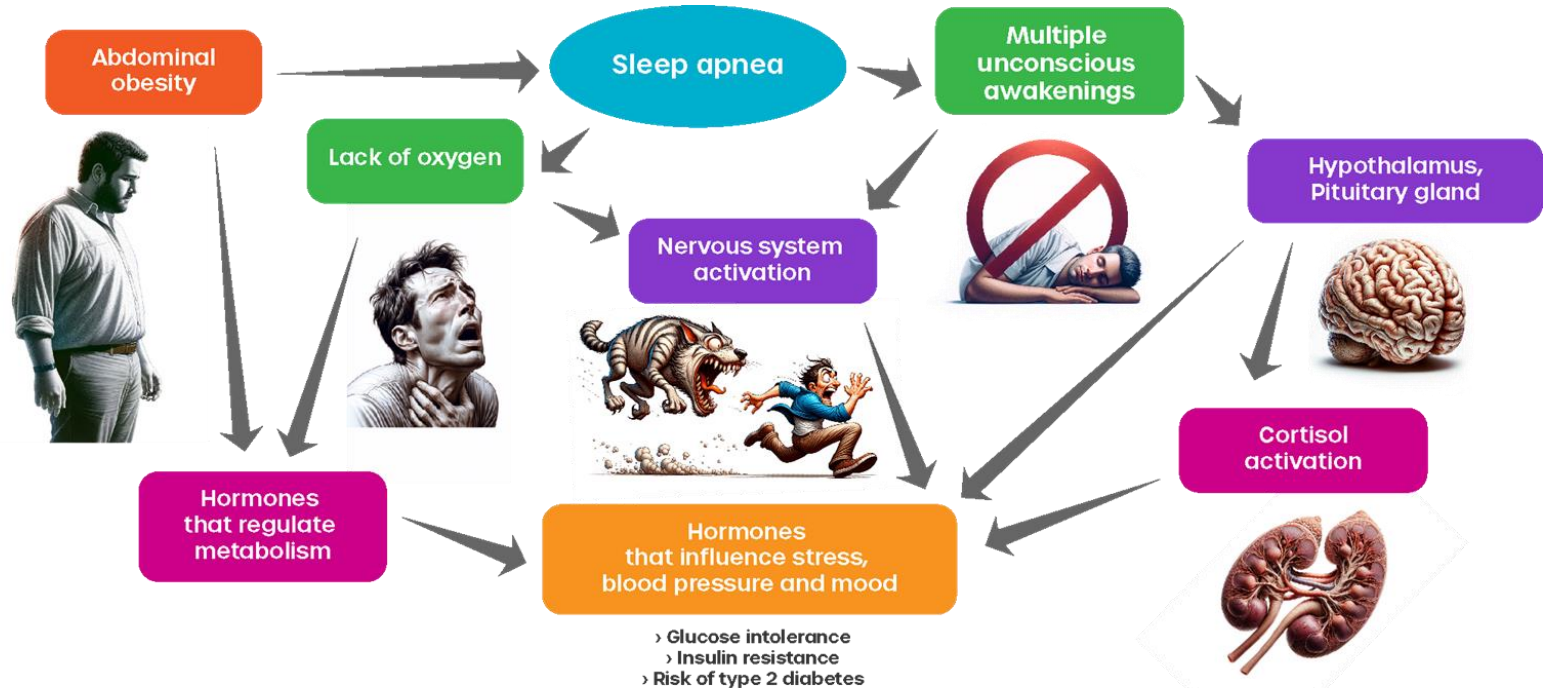 Abdominal
obesity
Sleep apnea
Multiple
unconscious
awakenings
Lack of oxygen
Hypothalamus,
Pituitary gland
Nervous system
activation
Cortisol
activation
Hormones
that regulate
metabolism
Hormones
that influence stress,
blood pressure and mood
› Glucose intolerance
› Insulin resistance
› Risk of type 2 diabetes